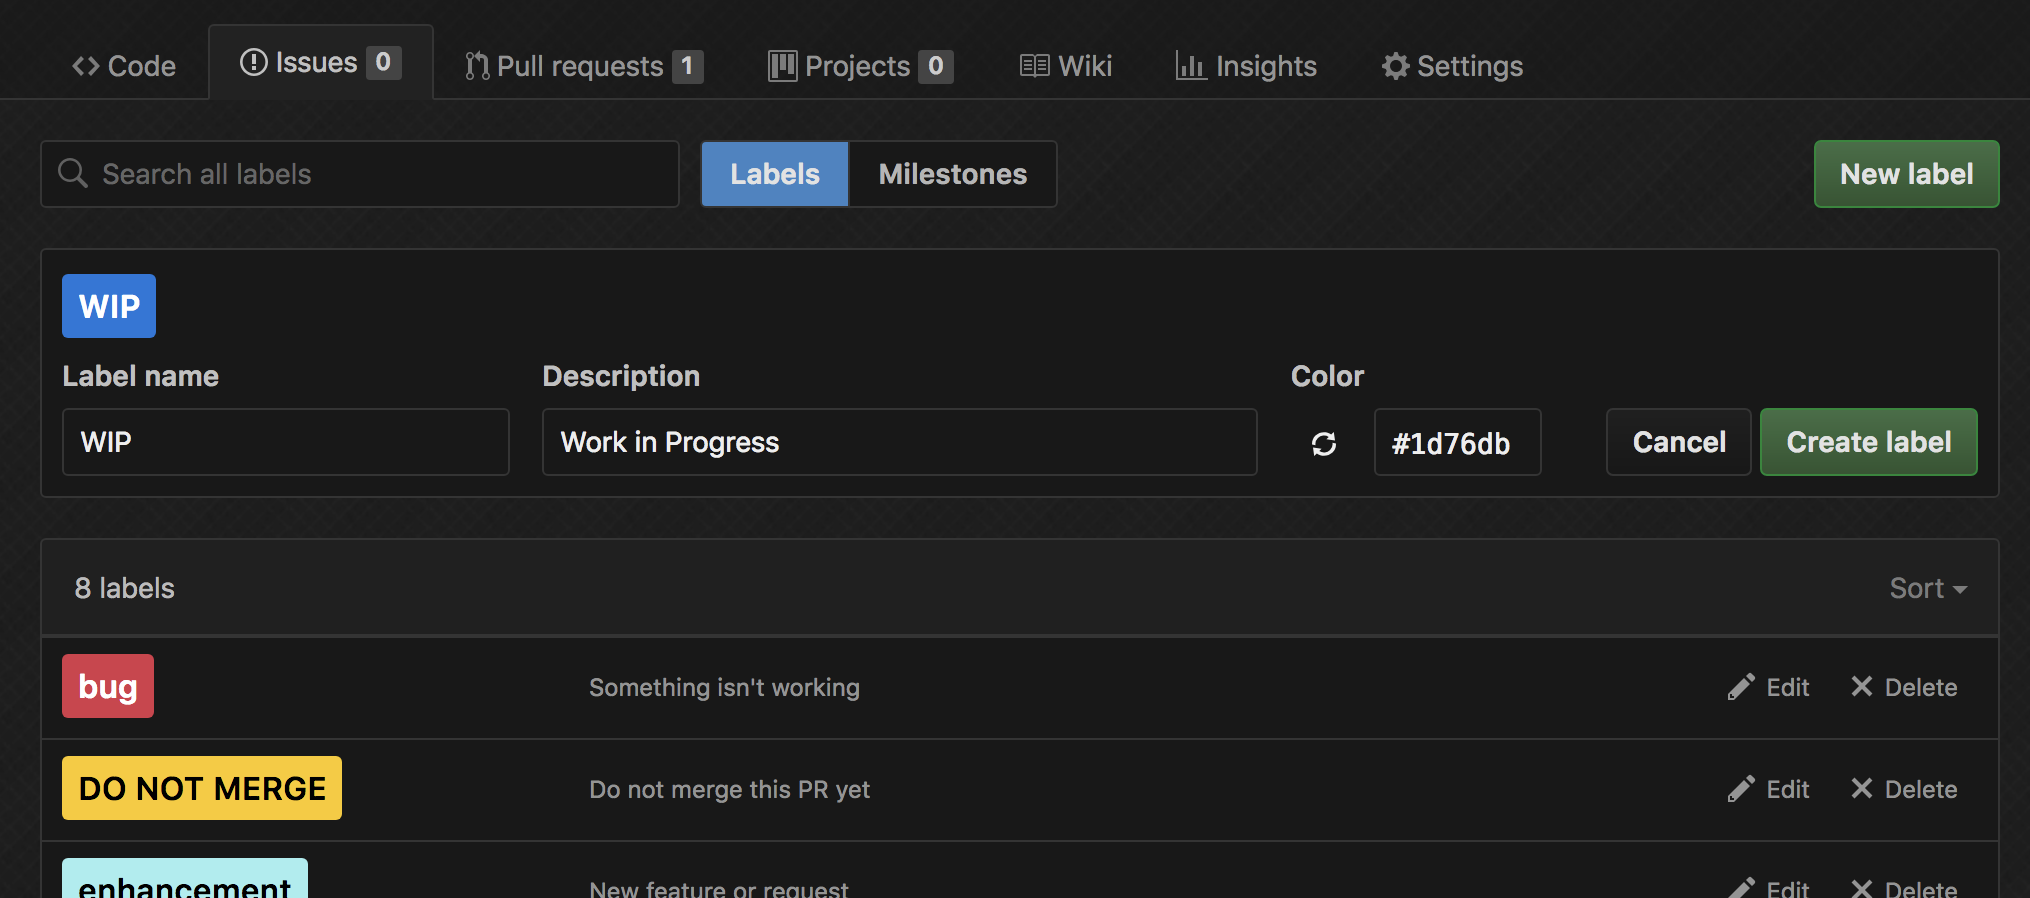 Code Issues 0 Pull requests 1 Projects 0 Wiki Insights Settings
Search all labels Labels Milestones New label
WIP
Label name Description Color
WIP Work in Progress #1d76db Cancel Create label
8 labels Sort
bug Something isn't working Edit Delete
DO NOT MERGE Do not merge this PR yet Edit Delete
enhancement New feature or request Edit Delete